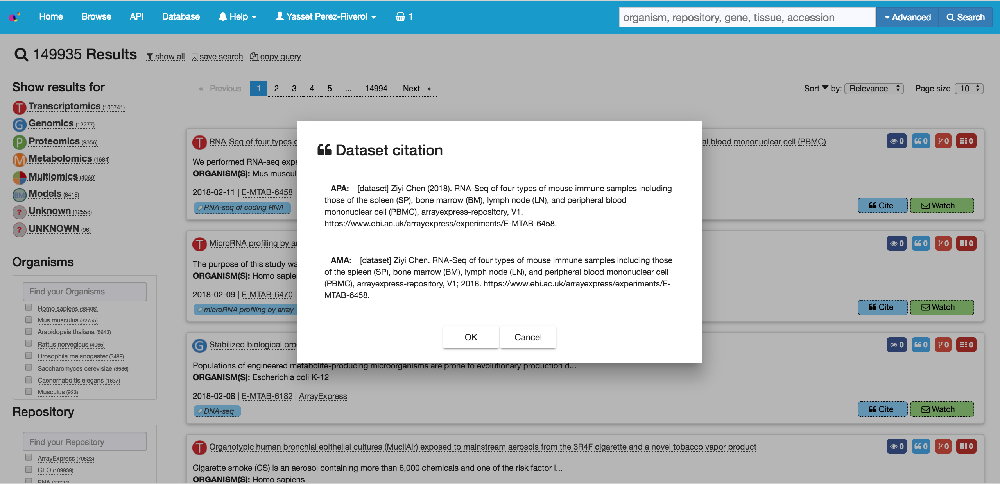 Home Browse API Database Help Yasset Perez-Riverol 1 organism, repository, gene, tissue, accession Advanced Search
149935 Results show all save search copy query
Show results for
« Previous 1 2 3 4 5 ... 14994 Next » Sort by: Relevance Page size 10
T Transcriptomics (106741)
G Genomics (12277)
P Proteomics (9356)
M Metabolomics (1684)
Multiomics (4069)
BM Models (8418)
? Unknown (12558)
? UNKNOWN (96)
Organisms
Find your Organisms
Homo sapiens (58408)
Mus musculus (32755)
Arabidopsis thaliana (5643)
Rattus norvegicus (4065)
Drosophila melanogaster (3489)
Saccharomyces cerevisiae (3586)
Caenorhabditis elegans (1637)
Musculus (923)
Repository
Find your Repository
ArrayExpress (70823)
GEO (109939)
ENA (12724)
T RNA-Seq of four types al blood mononuclear cell (PBMC) 0 0 0 0
We performed RNA-seq
ORGANISM(S): Mus
2018-02-11 | E-MTAB-6458 |
RNA-seq of coding RNA
Cite Watch
T MicroRNA profiling by 0 0 0 0
The purpose of this study
ORGANISM(S): Homo
2018-02-09 | E-MTAB-6470 |
microRNA profiling by array
Cite Watch
G Stabilized biological 0 0 0 0
Populations of engineered metabolite-producing microorganisms are prone to evolutionary production d...
ORGANISM(S): Escherichia coli K-12
2018-02-08 | E-MTAB-6182 | ArrayExpress
DNA-seq
Cite Watch
T Organotypic human bronchial epithelial cultures (MucilAir) exposed to mainstream aerosols from the 3R4F cigarette and a novel tobacco vapor product 0 0 0 0
Cigarette smoke (CS) is an aerosol containing more than 6,000 chemicals and one of the risk factor i...
ORGANISM(S): Homo sapiens
Dataset citation
APA: [dataset] Ziyi Chen (2018). RNA-Seq of four types of mouse immune samples including
those of the spleen (SP), bone marrow (BM), lymph node (LN), and peripheral blood
mononuclear cell (PBMC), arrayexpress-repository, V1.
https://www.ebi.ac.uk/arrayexpress/experiments/E-MTAB-6458.
AMA: [dataset] Ziyi Chen. RNA-Seq of four types of mouse immune samples including those
of the spleen (SP), bone marrow (BM), lymph node (LN), and peripheral blood mononuclear cell
(PBMC), arrayexpress-repository, V1; 2018. https://www.ebi.ac.uk/arrayexpress/experiments/E-
MTAB-6458.
OK Cancel